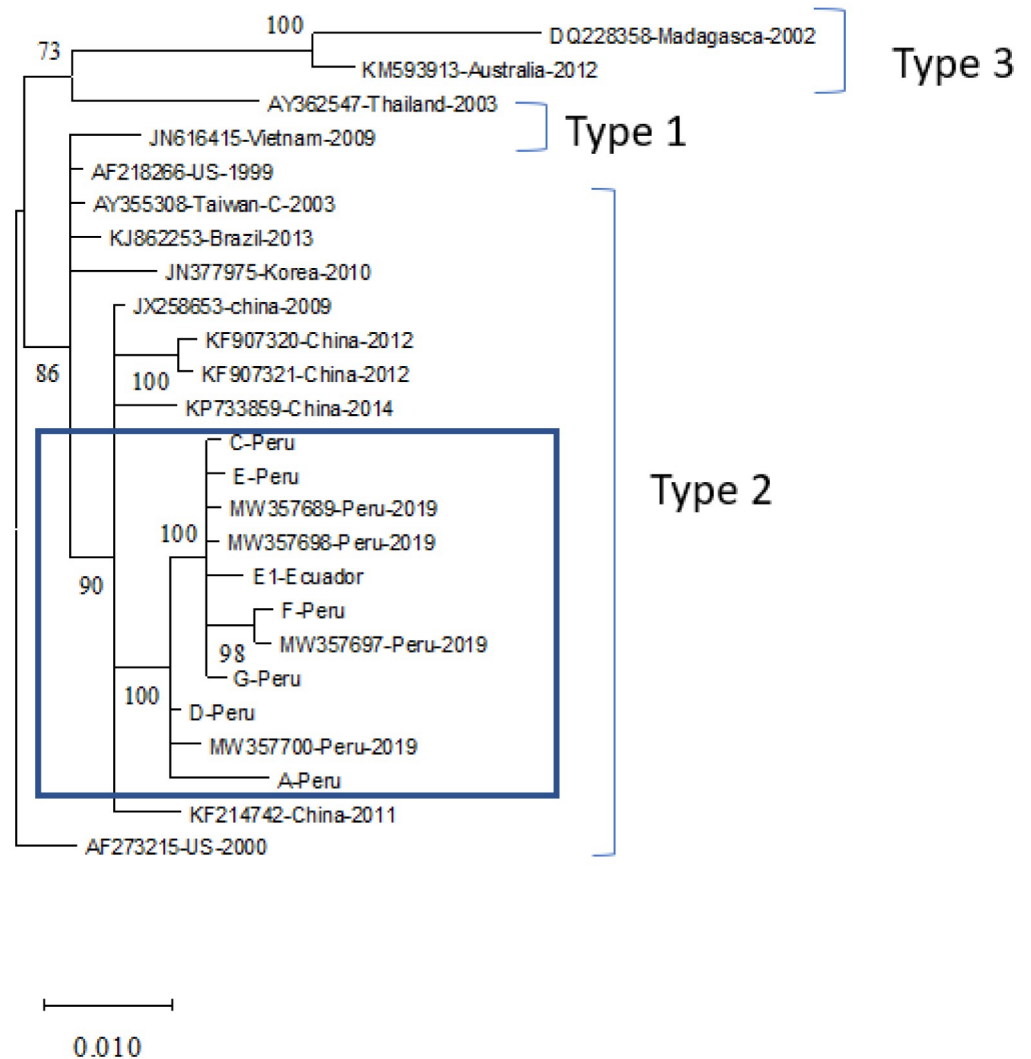 100
DQ228358-Madagasca-2002
73
Type 3
KM593913-Australia-2012
AY362547-Thailand-2003
Type 1
JN616415-Vietnam-2009
AF218266-US-1999
AY355308-Taiwan-C-2003
KJ862253-Brazil-2013
JN377975-Korea-2010
JX258653-china-2009
KF907320-China-2012
86
KF907321-China-2012
100
KP733859-China-2014
C-Peru
E-Peru
Type 2
MW357689-Peru-2019
100
MW357698-Peru-2019
90
E1-Ecuador
F-Peru
MW357697-Peru-2019
98
G-Peru
100
D-Peru
MW357700-Peru-2019
A-Peru
KF214742-China-2011
AF273215-US-2000
0.010